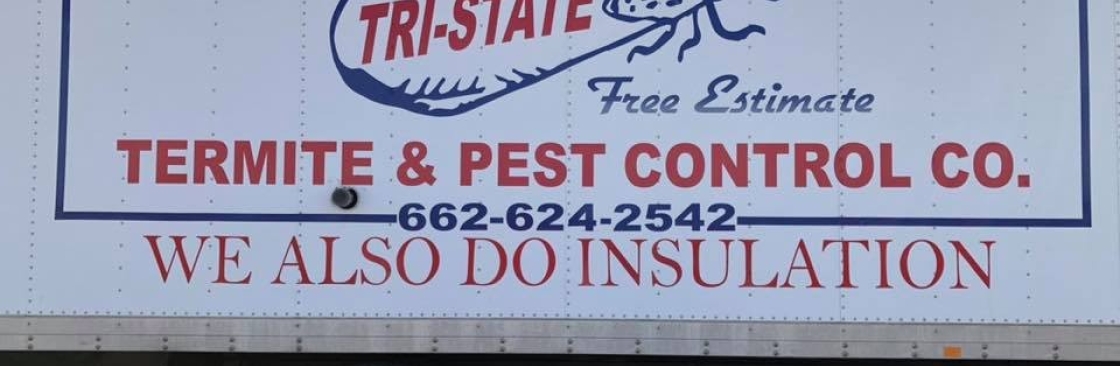 TRI-STATE
Free Estimate
TERMITE & PEST CONTROL CO.
662-624-2542
WE ALSO DO INSULATION